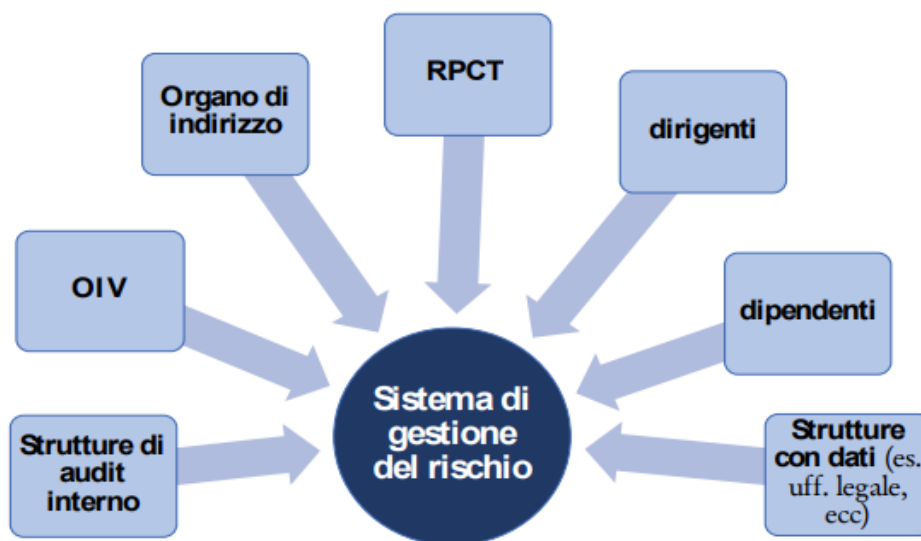 RPCT
Organo di
indirizzo
dirigenti
OIV
dipendenti
Strutture di
audit
interno
Sistema di
gestione
del rischio
Strutture
con dati (es.
uff. legale,
ecc)